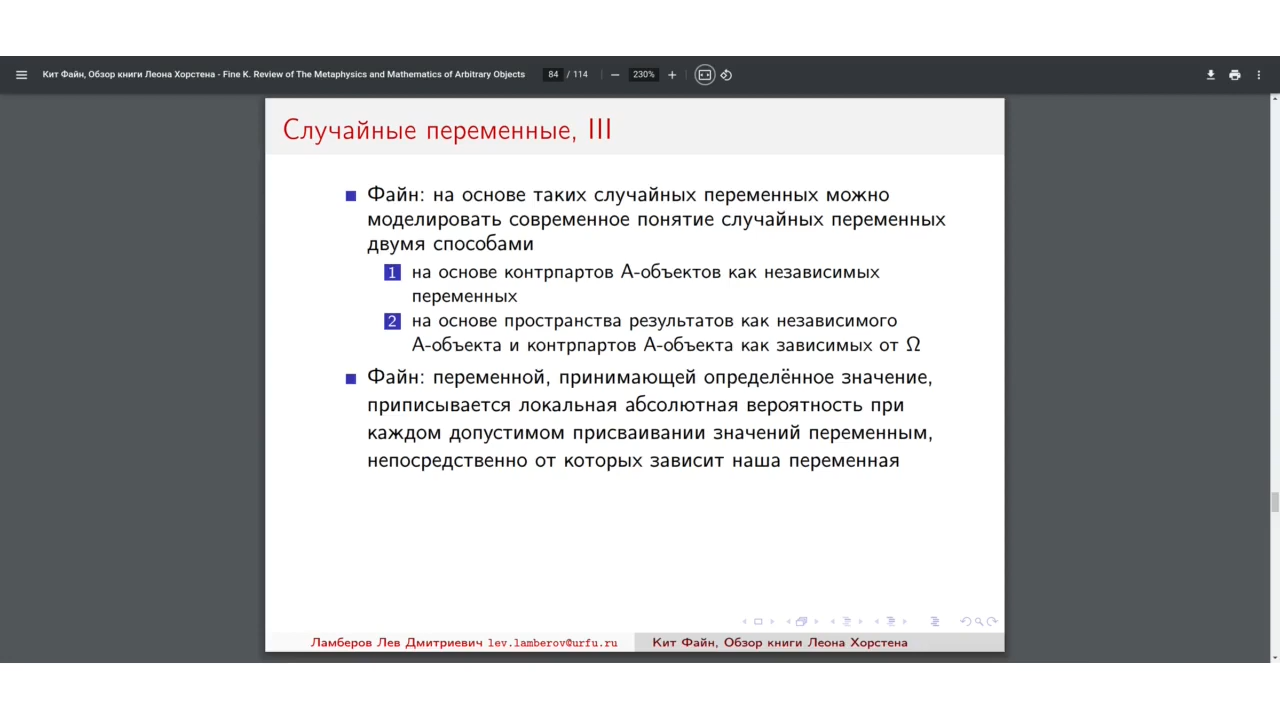 Кит Файн, Обзор книги Леона Хорстена - Fine K. Review of The Metaphysics and Mathematics of Arbitrary Objects 84 / 114 230%
Случайные переменные, III
Файн: на основе таких случайных переменных можно
моделировать современное понятие случайных переменных
двумя способами
1 на основе контрпартов А-объектов как независимых
переменных
2 на основе пространства результатов как независимого
А-объекта и контрпартов А-объекта как зависимых от Ω
Файн: переменной, принимающей определённое значение,
приписывается локальная абсолютная вероятность при
каждом допустимом присваивании значений переменным,
непосредственно от которых зависит наша переменная
Ламберов Лев Дмитриевич lev.lamberov@urfu.ru Кит Файн, Обзор книги Леона Хорстена